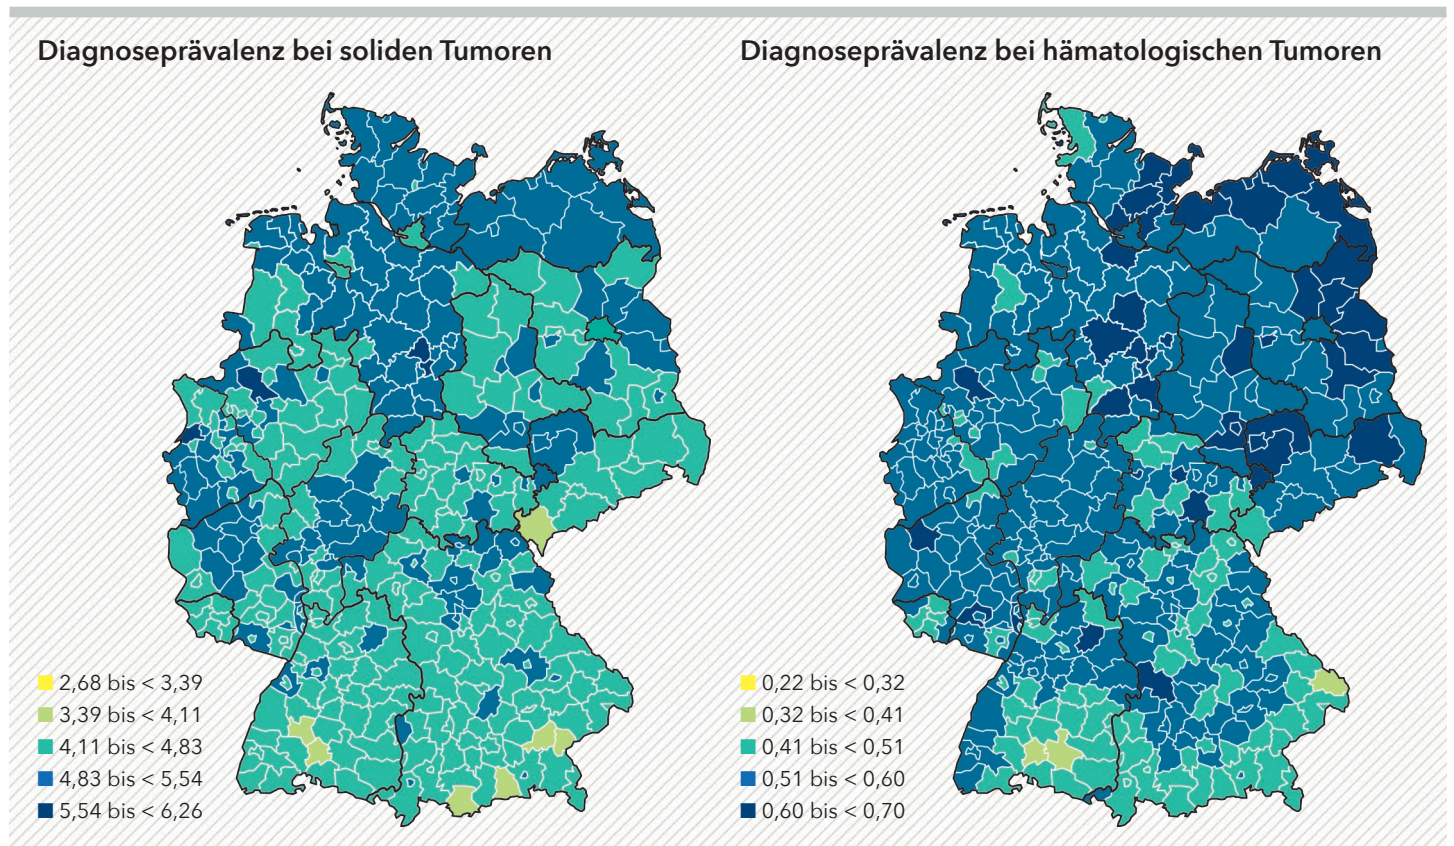 Diagnoseprävalenz bei soliden Tumoren
2,68 bis < 3,39
3,39 bis < 4,11
4,11 bis < 4,83
4,83 bis < 5,54
5,54 bis < 6,26
Diagnoseprävalenz bei hämatologischen Tumoren
0,22 bis < 0,32
0,32 bis < 0,41
0,41 bis < 0,51
0,51 bis < 0,60
0,60 bis < 0,70